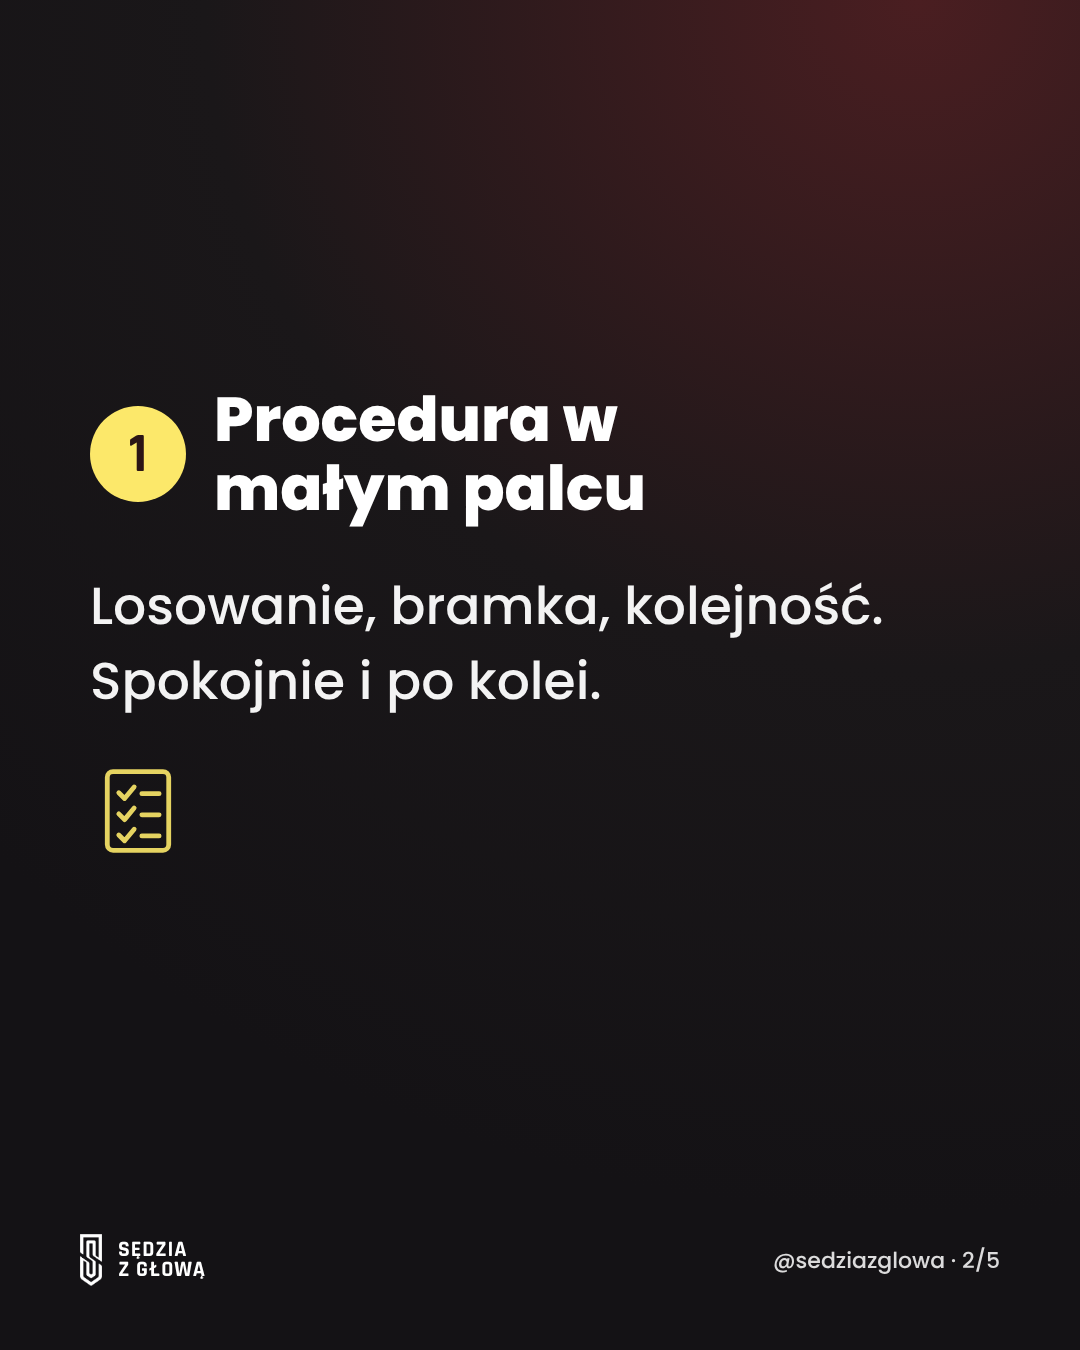 1
Procedura w
małym palcu
Losowanie, bramka, kolejność.
Spokojnie i po kolei.
SĘDZIA
Z GŁOWĄ
@sedziazglowa · 2/5